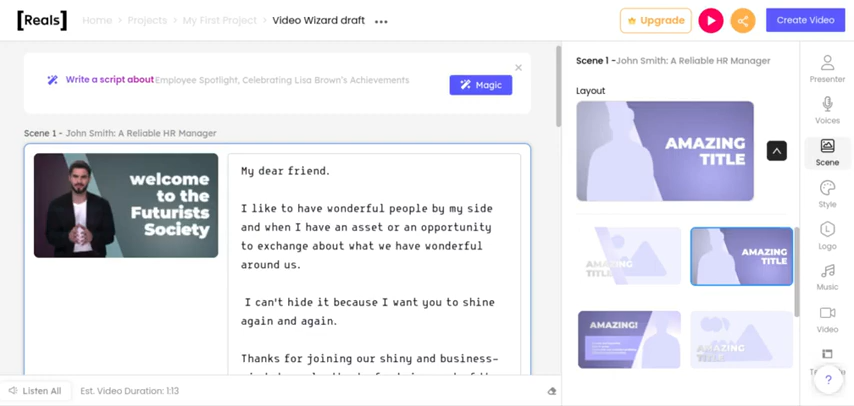 [Reals]
Home > Projects > My First Project > Video Wizard draft •••
Upgrade
Create Video
Write a script about Employee Spotlight, Celebrating Lisa Brown's Achievements
Magic
Scene 1 - John Smith: A Reliable HR Manager
welcome
to the
Futurists
Society
My dear friend.
I like to have wonderful people by my side
and when I have an asset or an opportunity
to exchange about what we have wonderful
around us.
I can't hide it because I want you to shine
again and again.
Thanks for joining our shiny and business-
Listen All
Est. Video Duration: 1:13
Scene 1 -John Smith: A Reliable HR Manager
Layout
AMAZING
TITLE
AMAZING
TITLE
AMAZING
TITLE
AMAZING!
AMAZING
TITLE
Presenter
Voices
Scene
Style
Logo
Music
Video
?